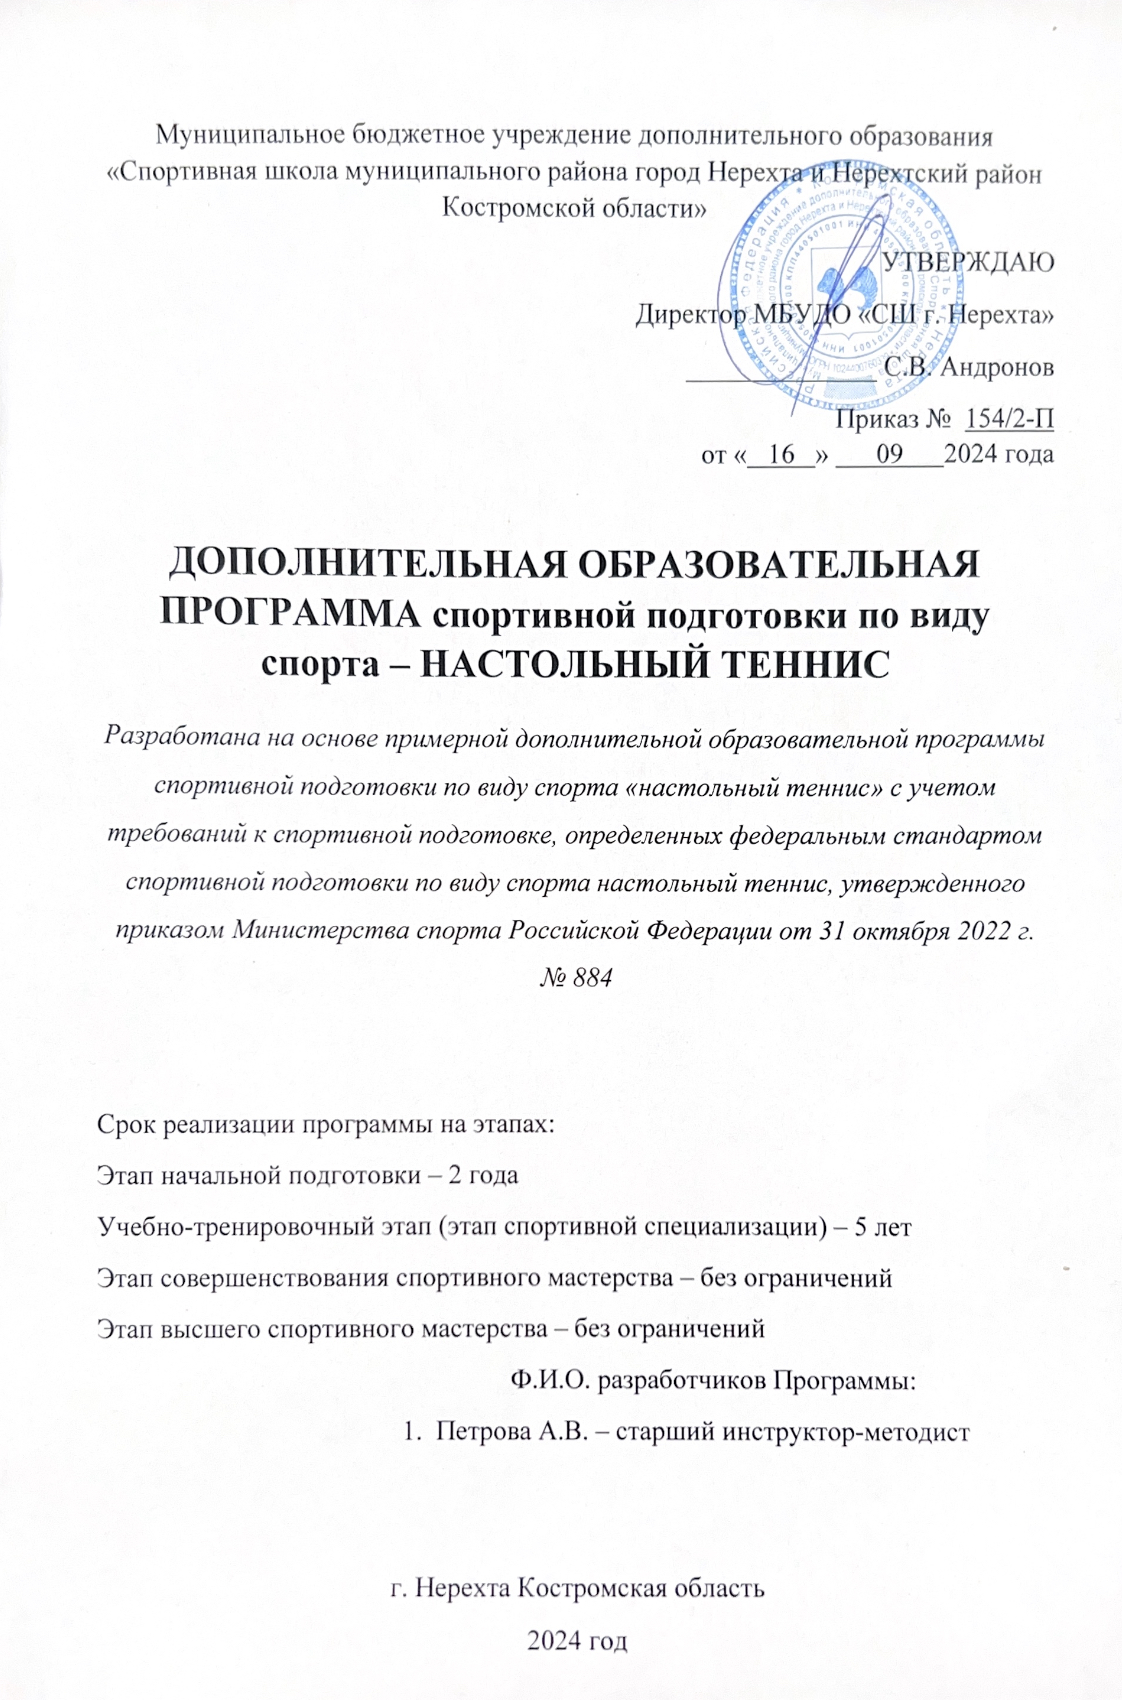 Муниципальное бюджетное учреждение дополнительного образования
«Спортивная школа муниципального района город Нерехта и Нерехтский район
Костромской области»
УТВЕРЖДАЮ
Директор МБУДО «СШ г. Нерехта»
______________ С.В. Андронов
Приказ № 154/2-П
от «__16__» ___09___2024 года
ДОПОЛНИТЕЛЬНАЯ ОБРАЗОВАТЕЛЬНАЯ
ПРОГРАММА спортивной подготовки по виду
спорта – НАСТОЛЬНЫЙ ТЕННИС
Разработана на основе примерной дополнительной образовательной программы
спортивной подготовки по виду спорта «настольный теннис» с учетом
требований к спортивной подготовке, определенных федеральным стандартом
спортивной подготовки по виду спорта настольный теннис, утвержденного
приказом Министерства спорта Российской Федерации от 31 октября 2022 г.
№ 884
Срок реализации программы на этапах:
Этап начальной подготовки – 2 года
Учебно-тренировочный этап (этап спортивной специализации) – 5 лет
Этап совершенствования спортивного мастерства – без ограничений
Этап высшего спортивного мастерства – без ограничений
Ф.И.О. разработчиков Программы:
1. Петрова А.В. – старший инструктор-методист
г. Нерехта Костромская область
2024 год